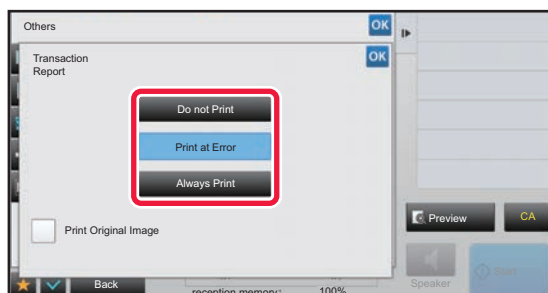 Others
OK
Transaction
Report
OK
Do not Print
Print at Error
Always Print
Print Original Image
Preview
CA
Back
reception memory:
100%
Speaker
Start